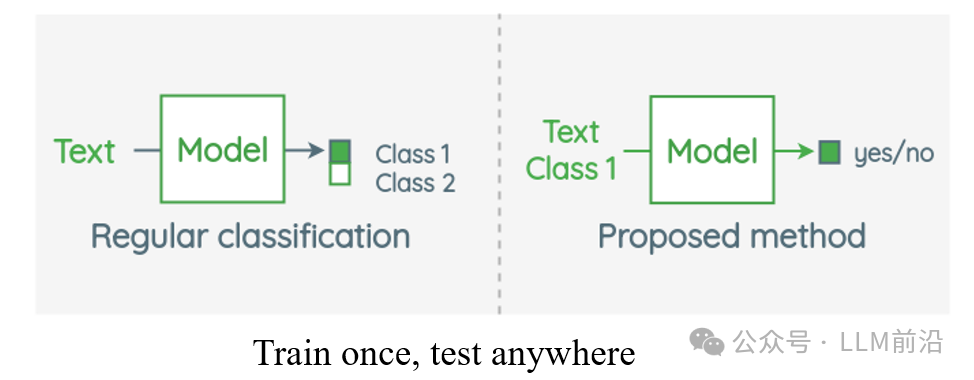 Text
Model
Class 1
Class 2
Regular classification
Text
Class 1
Model
yes/no
Proposed method
Train once, test anywhere
公众号 · LLM前沿